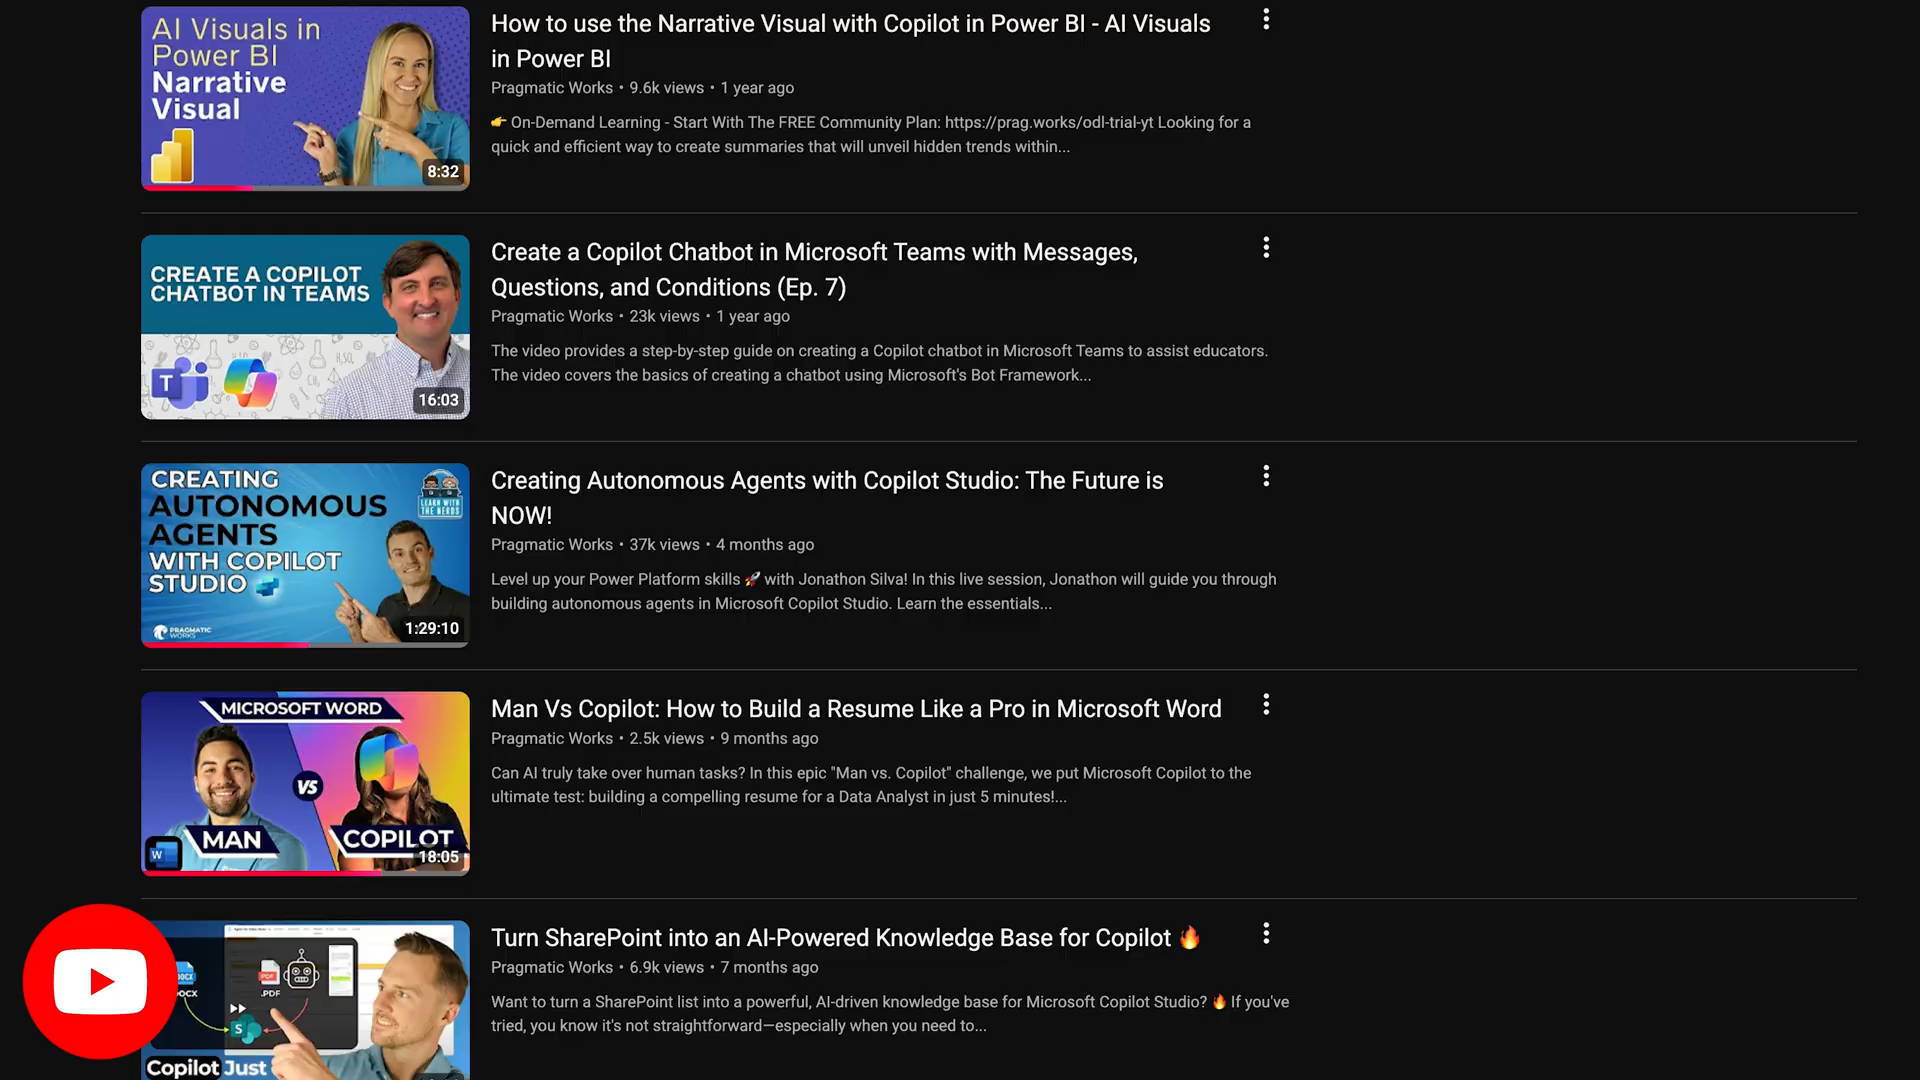 AI Visuals in
Power BI
Narrative
Visual
8:32
How to use the Narrative Visual with Copilot in Power BI - AI Visuals
in Power BI
Pragmatic Works • 9.6k views • 1 year ago
👉 On-Demand Learning - Start With The FREE Community Plan: https://prag.works/odl-trial-yt Looking for a
quick and efficient way to create summaries that will unveil hidden trends within...
CREATE A COPILOT
CHATBOT IN TEAMS
T
16:03
Create a Copilot Chatbot in Microsoft Teams with Messages,
Questions, and Conditions (Ep. 7)
Pragmatic Works • 23k views • 1 year ago
The video provides a step-by-step guide on creating a Copilot chatbot in Microsoft Teams to assist educators.
The video covers the basics of creating a chatbot using Microsoft's Bot Framework...
CREATING
AUTONOMOUS
AGENTS
WITH COPILOT
STUDIO
LEARN WITH
THE NERDS
PRAGMATIC
WORKS
1:29:10
Creating Autonomous Agents with Copilot Studio: The Future is
NOW!
Pragmatic Works • 37k views • 4 months ago
Level up your Power Platform skills 🚀 with Jonathon Silva! In this live session, Jonathon will guide you through
building autonomous agents in Microsoft Copilot Studio. Learn the essentials...
MICROSOFT WORD
VS
MAN
COPILOT
W
18:05
Man Vs Copilot: How to Build a Resume Like a Pro in Microsoft Word
Pragmatic Works • 2.5k views • 9 months ago
Can AI truly take over human tasks? In this epic "Man vs. Copilot" challenge, we put Microsoft Copilot to the
ultimate test: building a compelling resume for a Data Analyst in just 5 minutes!...
PDF
.PDF
S
Copilot Just
Turn SharePoint into an AI-Powered Knowledge Base for Copilot 🔥
Pragmatic Works • 6.9k views • 7 months ago
Want to turn a SharePoint list into a powerful, AI-driven knowledge base for Microsoft Copilot Studio? 🔥 If you've
tried, you know it's not straightforward—especially when you need to...